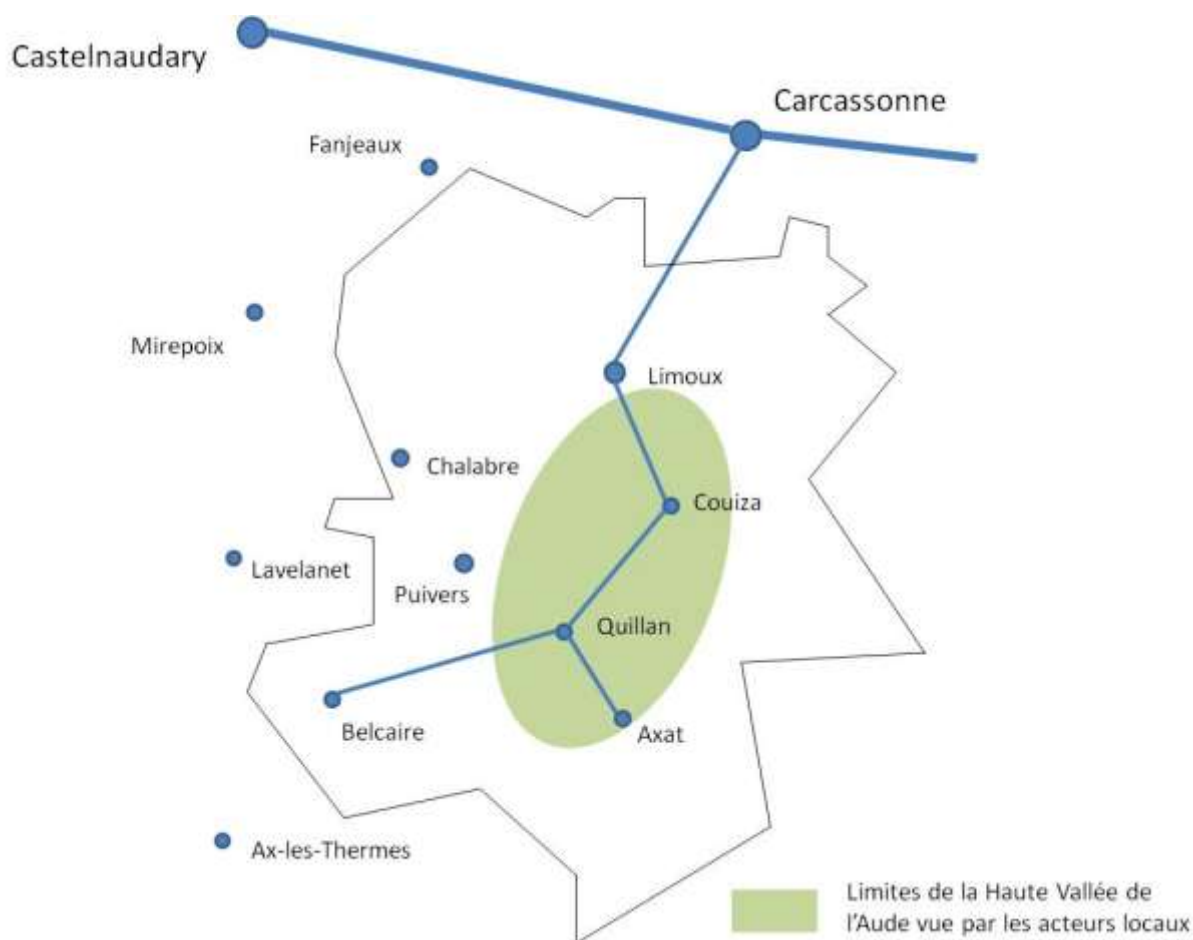 Castelnaudary
Carcassonne
Fanjeaux
Mirepoix
Limoux
Chalabre
Couiza
Lavelanet
Puivers
Quillan
Belcaire
Axat
Ax-les-Thermes
Limites de la Haute Vallée de
l'Aude vue par les acteurs locaux